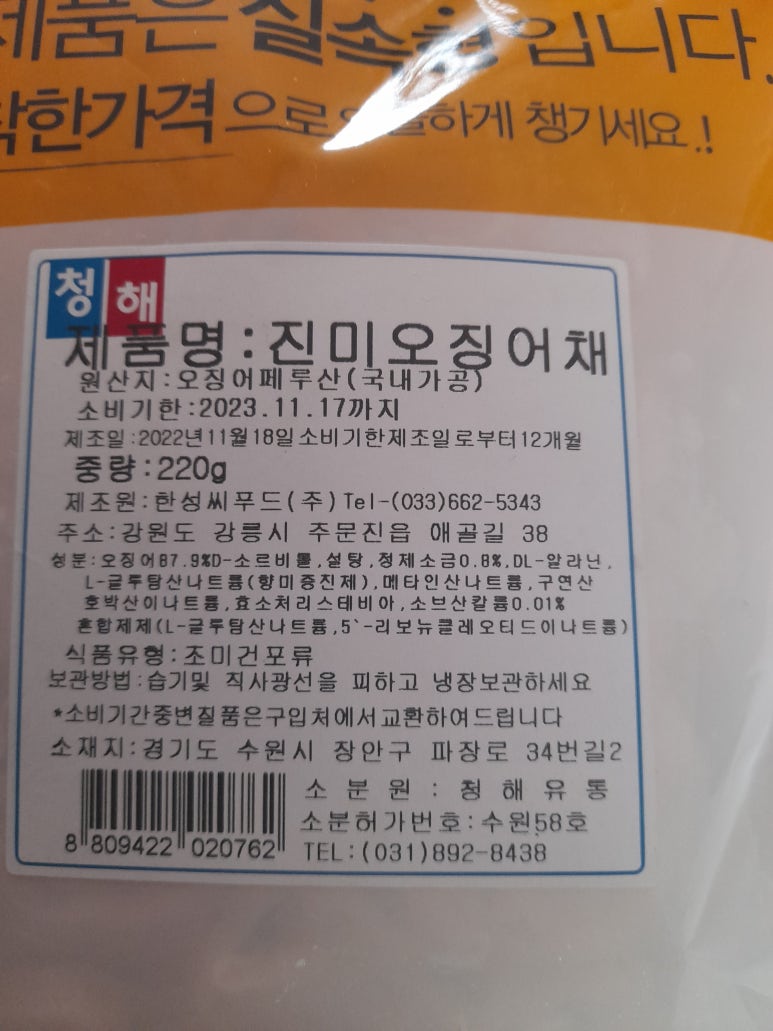 제품은 실속형 입니다.
착한가격으로 하게 챙기세요!
청해
제품명:진미오징어채
원산지:오징어페루산(국내가공)
소비기한:2023.11.17까지
제조일:2022년11월18일소비기한제조일로부터12개월
중량:220g
제조원:한성씨푸드(주)Tel-(033)662-5343
주소:강원도 강릉시 주문진읍 애골길 38
성분:오징어87.9%D-소르비톨,설탕,정제소금0.8%,DL-알라닌,
L-글루탐산나트륨(향미증진제),메타인산나트륨,구연산
호박산이나트륨,효소처리스테비아,소브산칼륨0.01%
혼합제제(L-글루탐산나트륨,5`-리보뉴클레오티드이나트륨)
식품유형:조미건포류
보관방법:습기및 직사광선을 피하고 냉장보관하세요
*소비기간중변질품은구입처에서교환하여드립니다
소재지:경기도 수원시 장안구 파장로 34번길2
소분원:청해유통
소분허가번호:수원58호
TEL:(031)892-8438
8 809422 020762